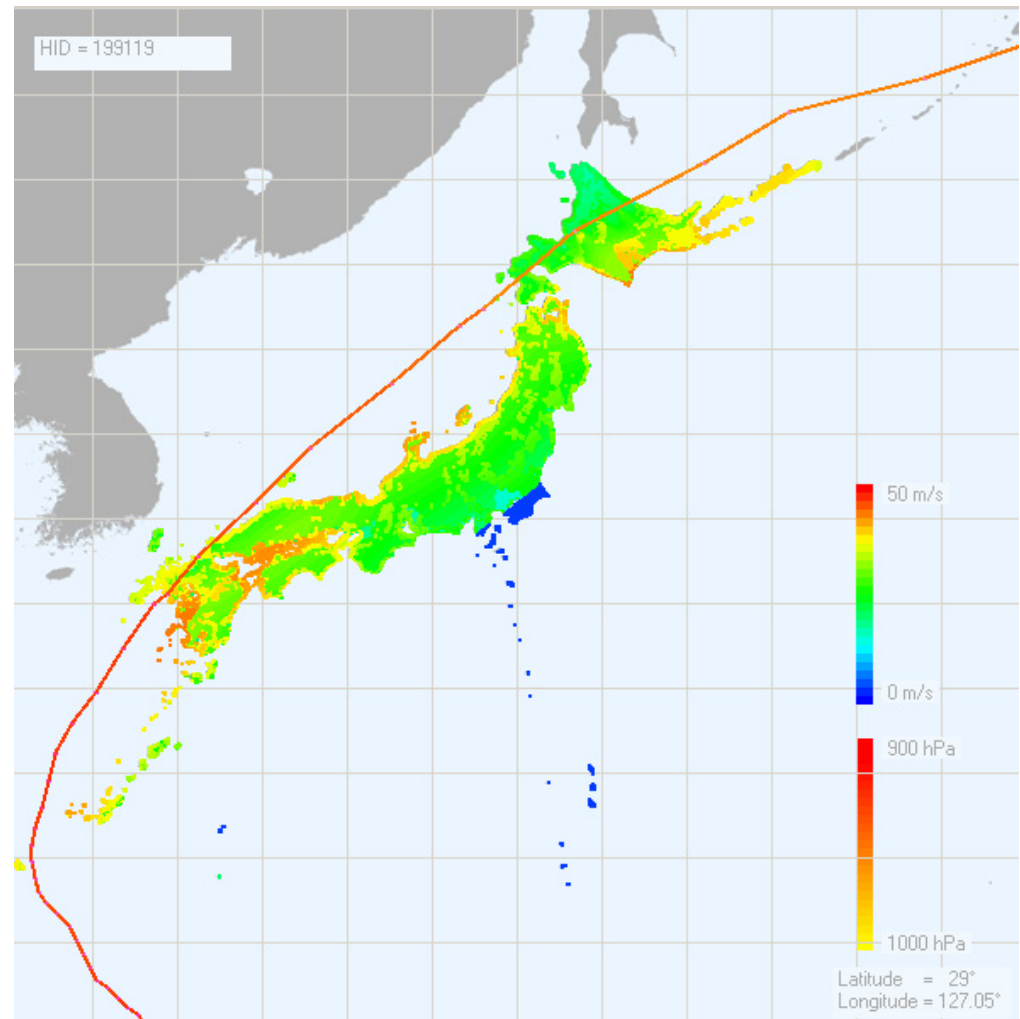 HID = 199119
50 m/s
0 m/s
900 hPa
1000 hPa
Latitude = 29°
Longitude = 127.05°